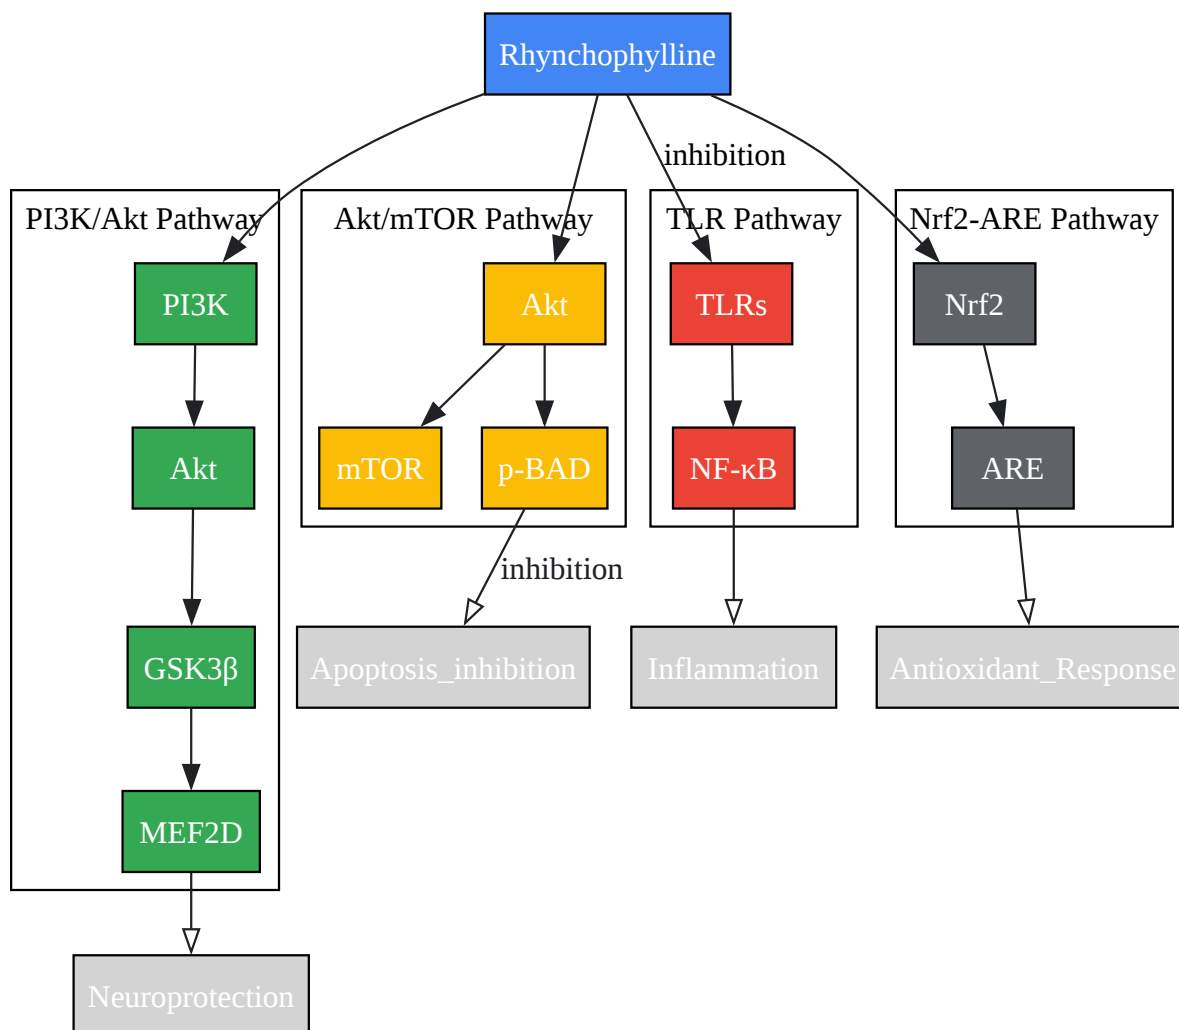 Rhynchophylline
inhibition
PI3K/Akt Pathway
Akt/mTOR Pathway
TLR Pathway
Nrf2-ARE Pathway
PI3K
Akt
TLRs
Nrf2
Akt
mTOR
p-BAD
NF-κB
ARE
inhibition
GSK3β
Apoptosis_inhibition
Inflammation
Antioxidant_Response
MEF2D
Neuroprotection